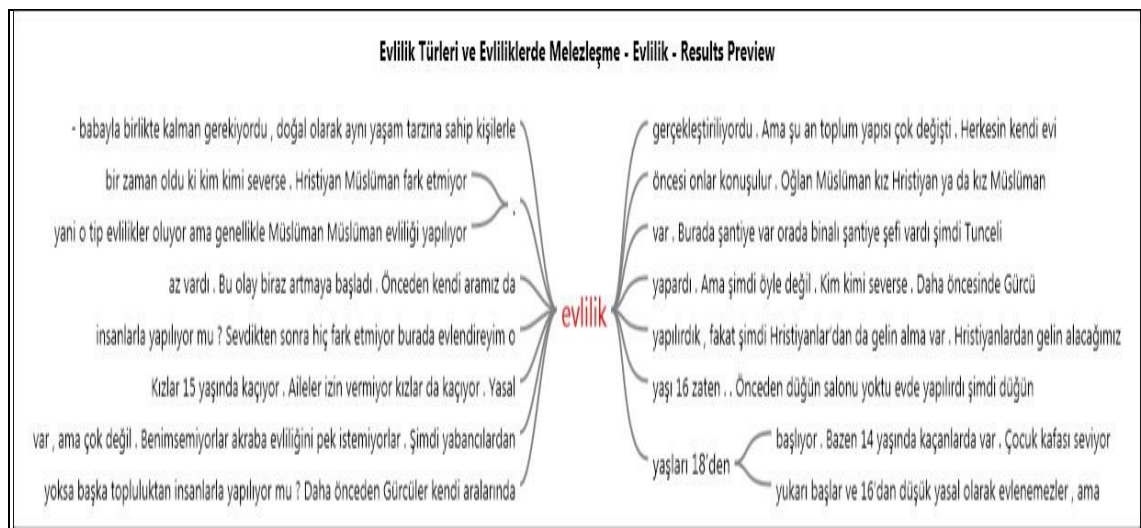 Evlilik Türleri ve Evliliklerde Melezleşme - Evlilik - Results Preview
- babayla birlikte kalman gerekiyordu , doğal olarak aynı yaşam tarzına sahip kişilerle
bir zaman oldu ki kim kimi severse . Hristiyan Müslüman fark etmiyor
.
yani o tip evlilikler oluyor ama genellikle Müslüman Müslüman evliliği yapılıyor
az vardı . Bu olay biraz artmaya başladı . Önceden kendi aramız da
insanlarla yapılıyor mu ? Sevdikten sonra hiç fark etmiyor burada evlendireyim o
Kızlar 15 yaşında kaçıyor . Aileler izin vermiyor kızlar da kaçıyor . Yasal
var , ama çok değil . Benimsemiyorlar akraba evliliğini pek istemiyorlar . Şimdi yabancılardan
yoksa başka topluluktan insanlarla yapılıyor mu ? Daha önceden Gürcüler kendi aralarında
evlilik
gerçekleştiriliyordu . Ama şu an toplum yapısı çok değişti . Herkesin kendi evi
öncesi onlar konuşulur . Oğlan Müslüman kız Hristiyan ya da kız Müslüman
var . Burada şantiye var orada binalı şantiye şefi vardı şimdi Tunceli
yapardı . Ama şimdi öyle değil . Kim kimi severse . Daha öncesinde Gürcü
yapılırdık , fakat şimdi Hristiyanlar'dan da gelin alma var . Hristiyanlardan gelin alacağımız
yaşı 16 zaten . . Önceden düğün salonu yoktu evde yapılırdı şimdi düğün
yaşları 18'den
başlıyor . Bazen 14 yaşında kaçanlarda var . Çocuk kafası seviyor
yukarı başlar ve 16'dan düşük yasal olarak evlenemezler , ama